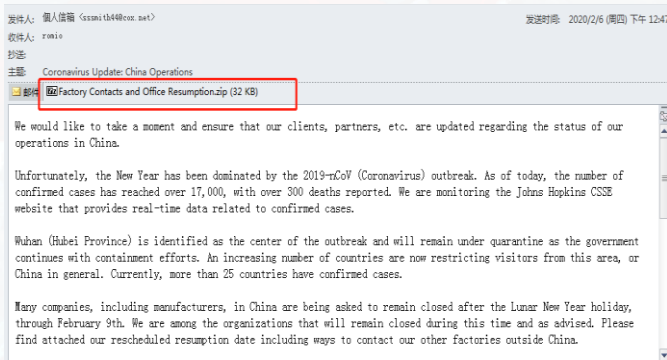 发件人: 個人信箱 <sssmith44@cox.net>
发送时间: 2020/2/6 (周四) 下午 12:47
收件人: romio
抄送:
主题: Coronavirus Update: China Operations
邮件 Factory Contacts and Office Resumption.zip (32 KB)
We would like to take a moment and ensure that our clients, partners, etc. are updated regarding the status of our
operations in China.
Unfortunately, the New Year has been dominated by the 2019-nCoV (Coronavirus) outbreak. As of today, the number of
confirmed cases has reached over 17,000, with over 300 deaths reported. We are monitoring the Johns Hopkins CSSE
website that provides real-time data related to confirmed cases.
Wuhan (Hubei Province) is identified as the center of the outbreak and will remain under quarantine as the government
continues with containment efforts. An increasing number of countries are now restricting visitors from this area, or
China in general. Currently, more than 25 countries have confirmed cases.
Many companies, including manufacturers, in China are being asked to remain closed after the Lunar New Year holiday,
through February 9th. We are among the organizations that will remain closed during this time and as advised. Please
find attached our rescheduled resumption date including ways to contact our other factories outside China.